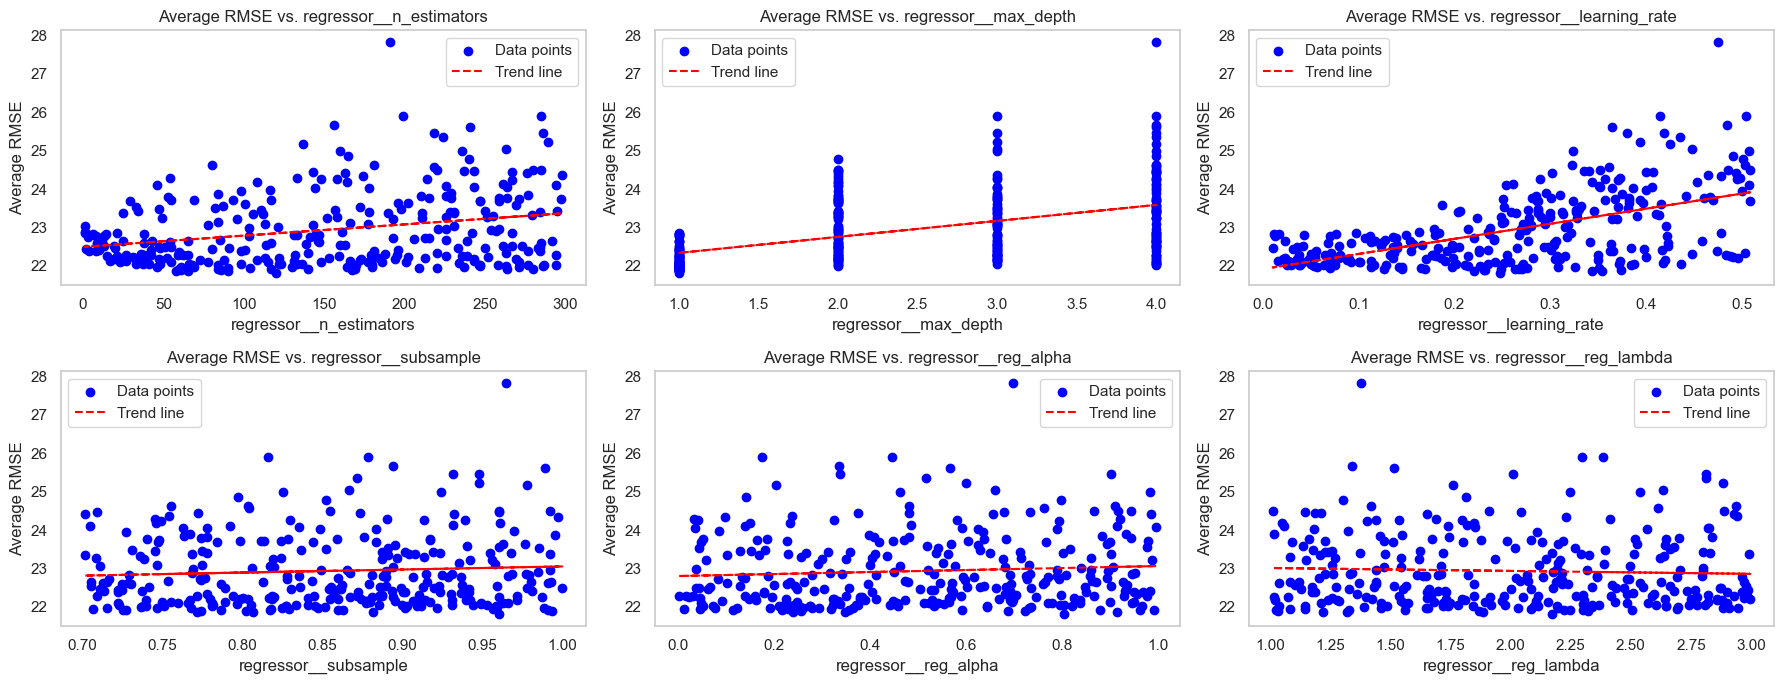 Average RMSE vs. regressor__n_estimators
Average RMSE
28
27
26
25
24
23
22
Data points
Trend line
0
50
100
150
200
250
300
regressor__n_estimators
Average RMSE vs. regressor__max_depth
Average RMSE
28
27
26
25
24
23
22
Data points
Trend line
1.0
1.5
2.0
2.5
3.0
3.5
4.0
regressor__max_depth
Average RMSE vs. regressor__learning_rate
Average RMSE
28
27
26
25
24
23
22
Data points
Trend line
0.0
0.1
0.2
0.3
0.4
0.5
regressor__learning_rate
Average RMSE vs. regressor__subsample
Average RMSE
28
27
26
25
24
23
22
Data points
Trend line
0.70
0.75
0.80
0.85
0.90
0.95
1.00
regressor__subsample
Average RMSE vs. regressor__reg_alpha
Average RMSE
28
27
26
25
24
23
22
Data points
Trend line
0.0
0.2
0.4
0.6
0.8
1.0
regressor__reg_alpha
Average RMSE vs. regressor__reg_lambda
Average RMSE
28
27
26
25
24
23
22
Data points
Trend line
1.00
1.25
1.50
1.75
2.00
2.25
2.50
2.75
3.00
regressor__reg_lambda